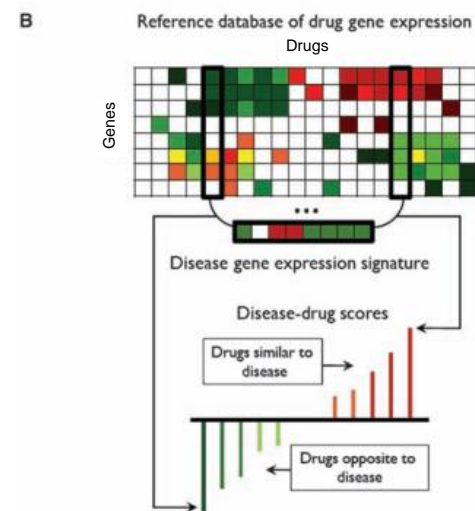 B
Reference database of drug gene expression
Drugs
Genes
...
Disease gene expression signature
Disease-drug scores
Drugs similar to
disease
Drugs opposite to
disease